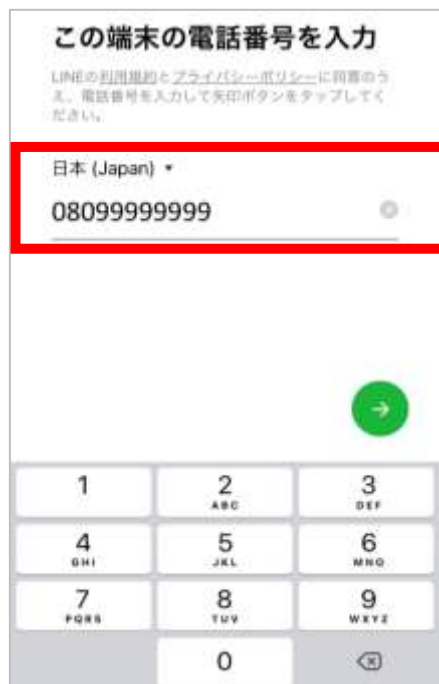 この端末の電話番号を入力
LINEの利用規約とプライバシーポリシーに同意のう
え、電話番号を入力して矢印ボタンをタップしてく
ださい。
日本 (Japan)
08099999999
1
2
ABC
3
DEF
4
GHI
5
JKL
6
MNO
7
PQRS
8
TUV
9
WXYZ
0